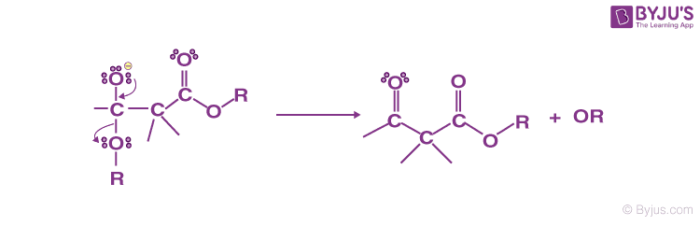 BYJU'S
The Learning App
O
O
C C C O R
O
R
O O
C C C O R
+ OR
© Byjus.com